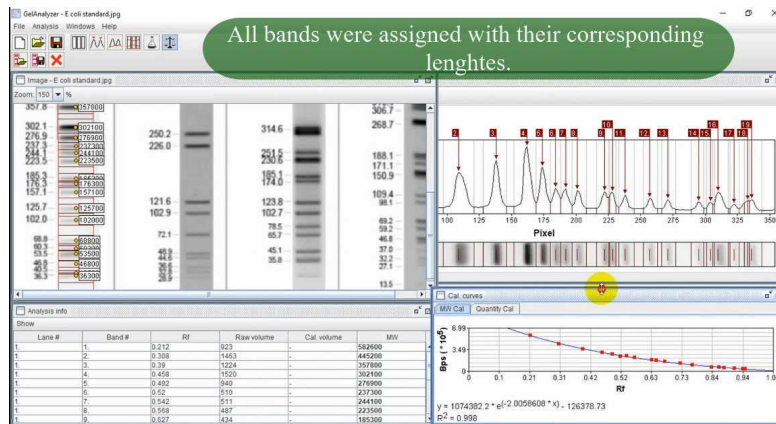 GelAnalyzer - E coli standard.jpg
File Analysis Windows Help
All bands were assigned with their corresponding
lenghtes.
Image - E coli standard.jpg
Zoom: 150 %
357.8 357800
302.1 302100
276.9 276900
237.3 237300
244.1 244100
223.5 223500
185.3 185300
176.3 176300
157.1 157100
125.7 125700
102.0 102000
68.8 68800
60.3
53.5 53500
46.8 46800
40.5
36.3 36300
250.2
226.0
121.6
102.9
72.1
314.6
251.5
230.6
185.1
174.0
123.8
102.7
78.5
65.7
45.1
35.8
306.7
268.7
188.1
171.1
150.9
109.4
98.1
69.2
59.2
46.8
37.0
32.2
27.1
13.5
2. 3. 4. 5. 6. 7. 8. 9. 10. 11. 12. 13. 14. 15. 16. 17. 18. 19.
100 125 150 175 200 225 250 275 300 325 350
Pixel
Analysis info
Show
Lane # Band # Rf Raw volume Cal. volume MW
1. 1. 0.212 923 - 582600
1. 2. 0.308 1463 - 445200
1. 3. 0.39 1224 - 357800
1. 4. 0.458 1520 - 302100
1. 5. 0.492 940 - 276900
1. 6. 0.52 510 - 237300
1. 7. 0.542 511 - 244100
1. 8. 0.568 487 - 223500
1. 9. 0.627 434 - 185300
Cal. curves
MW Cal Quantity Cal
Bps ( * 10^5)
6.99
3.49
0
0 0.1 0.21 0.31 0.42 0.52 0.63 0.73 0.84 0.94 1.0
Rf
y = 1074382.2 * e^(-2.0058608 * x) - 126378.73
R^2 = 0.998